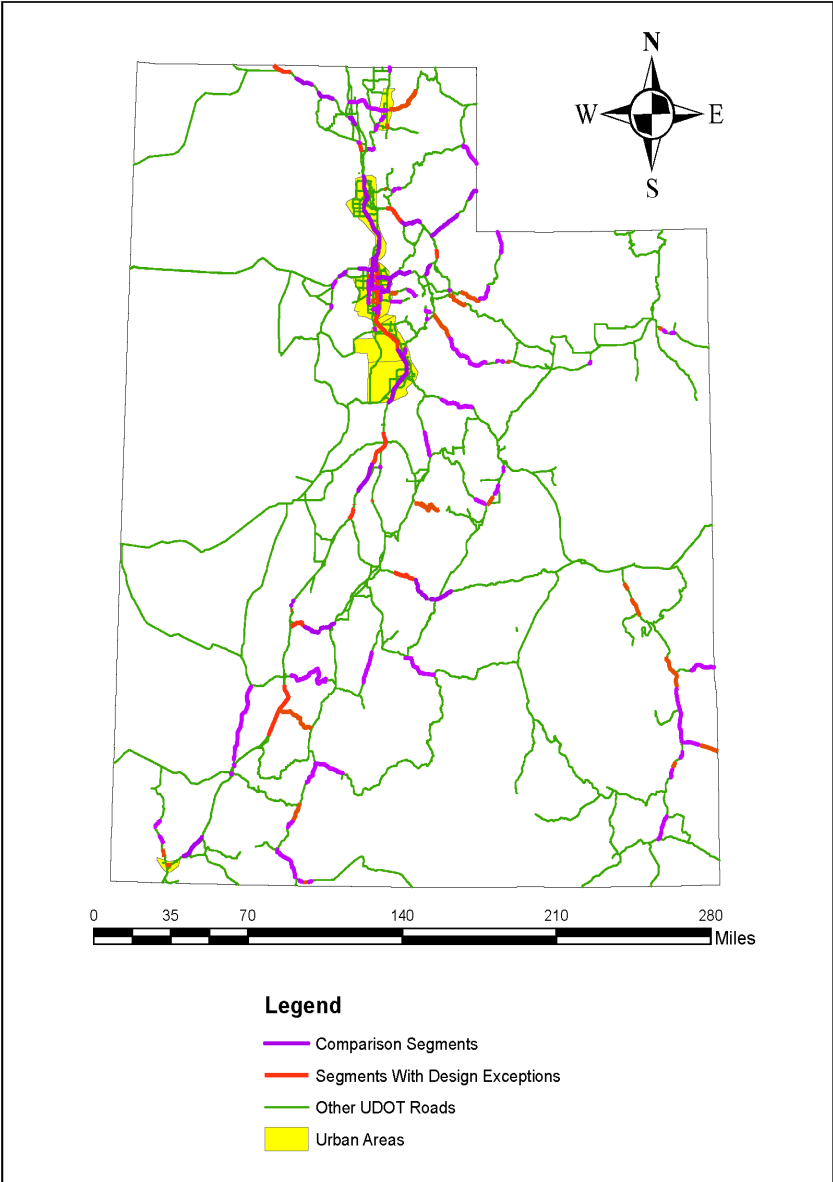 N
W E
S
0 35 70 140 210 280
Miles
Legend
Comparison Segments
Segments With Design Exceptions
Other UDOT Roads
Urban Areas